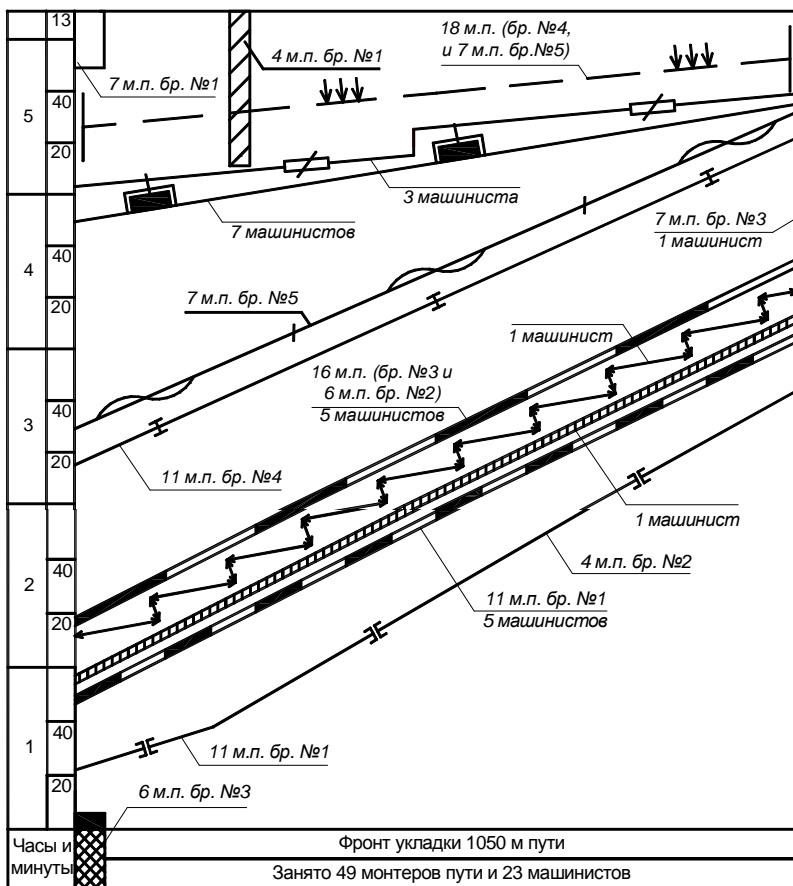 13
18 м.п. (бр. №4,
и 7 м.п. бр.№5)
4 м.п. бр. №1
7 м.п. бр. №1
5
40
20
3 машиниста
7 машинистов
7 м.п. бр. №3
1 машинист
4
40
20
7 м.п. бр. №5
1 машинист
16 м.п. (бр. №3 и
6 м.п. бр. №2)
5 машинистов
3
40
20
11 м.п. бр. №4
1 машинист
4 м.п. бр. №2
2
40
20
11 м.п. бр. №1
5 машинистов
1
40
20
11 м.п. бр. №1
6 м.п. бр. №3
Часы и
минуты
Фронт укладки 1050 м пути
Занято 49 монтеров пути и 23 машинистов